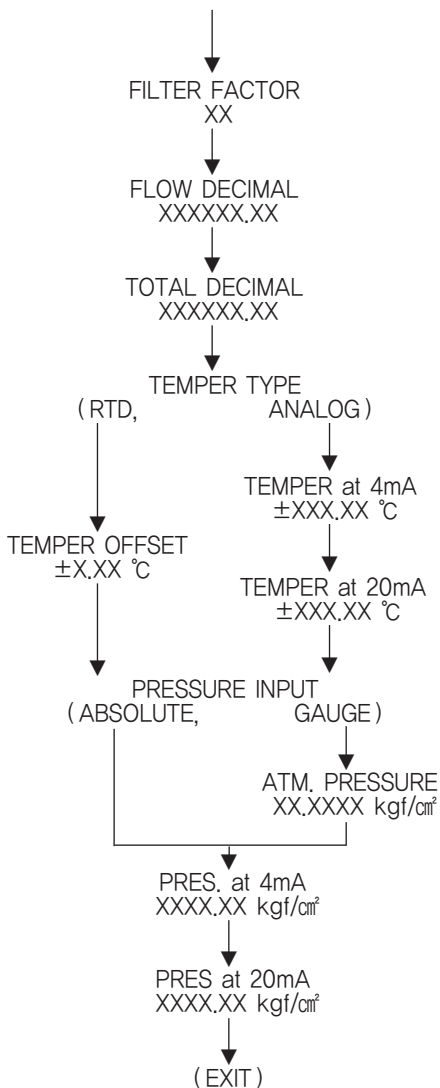 FILTER FACTOR
XX
FLOW DECIMAL
XXXXXX.XX
TOTAL DECIMAL
XXXXXX.XX
TEMPER TYPE
(RTD, ANALOG)
TEMPER at 4mA
±XXX.XX ℃
TEMPER OFFSET
±X.XX ℃
TEMPER at 20mA
±XXX.XX ℃
PRESSURE INPUT
(ABSOLUTE, GAUGE)
ATM. PRESSURE
XX.XXXX kgf/㎠
PRES. at 4mA
XXXX.XX kgf/㎠
PRES at 20mA
XXXX.XX kgf/㎠
(EXIT)